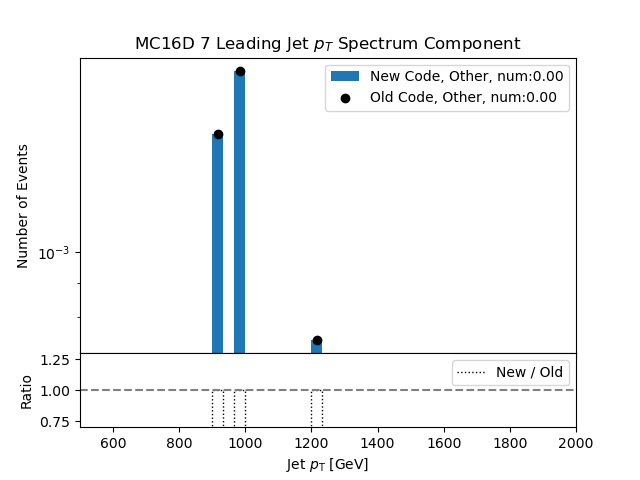 MC16D 7 Leading Jet $p_T$ Spectrum Component
New Code, Other, num:0.00
Old Code, Other, num:0.00
Number of Events
$10^{-3}$
1.25
1.00
0.75
Ratio
New / Old
600 800 1000 1200 1400 1600 1800 2000
Jet $p_T$ [GeV]